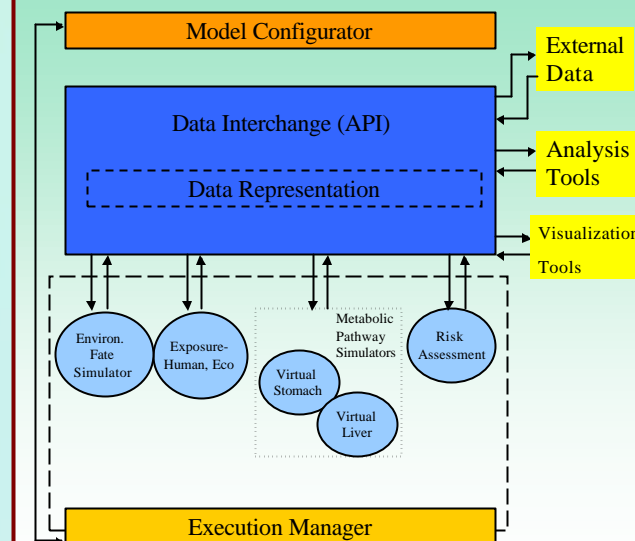 Model Configurator
External
Data
Data Interchange (API)
Analysis
Tools
Data Representation
Visualization
Tools
Metabolic
Pathway
Simulators
Environ.
Fate
Simulator
Exposure-
Human, Eco
Risk
Assessment
Virtual
Stomach
Virtual
Liver
Execution Manager